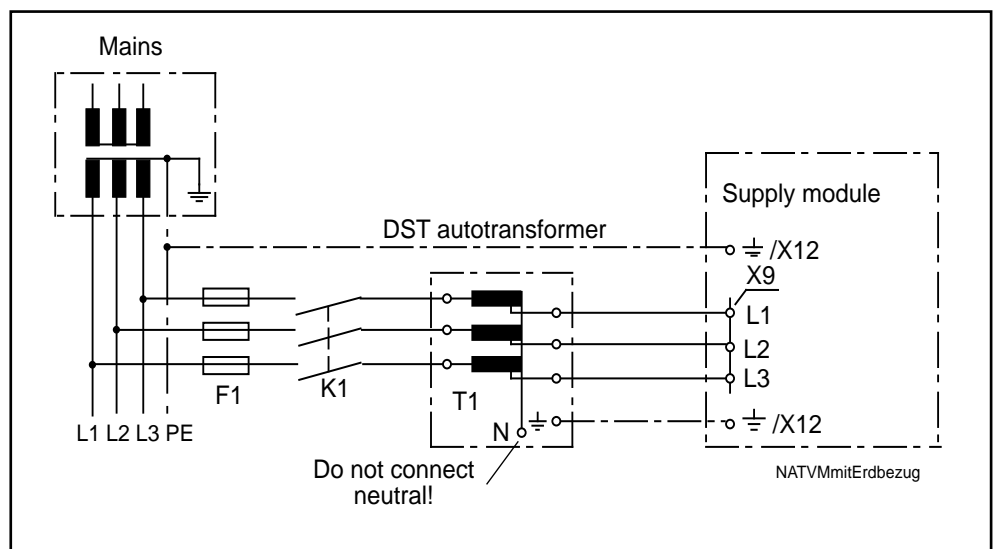 Mains
Supply module
DST autotransformer
/X12
X9
L1
L2
L3
F1
K1
T1
L1 L2 L3 PE
N
/X12
Do not connect
neutral!
NATVMmitErdbezug